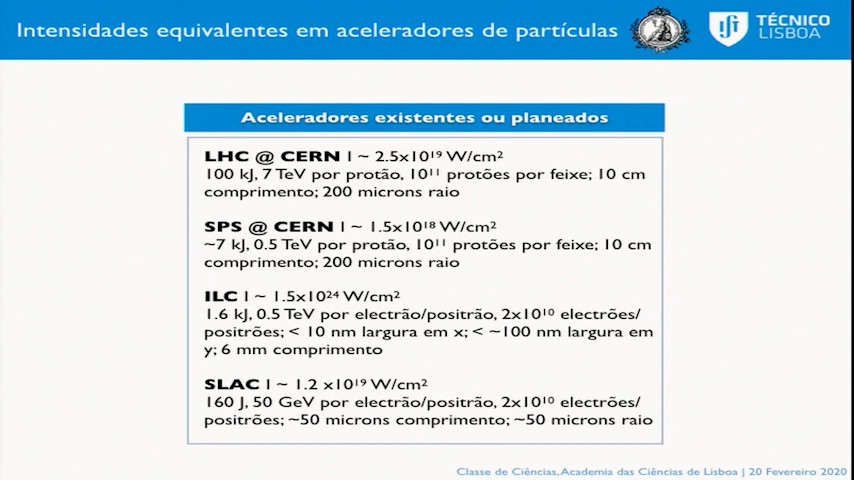 Intensidades equivalentes em aceleradores de partículas
TÉCNICO
LISBOA
Aceleradores existentes ou planeados
LHC @ CERN I ~ 2.5x10¹⁹ W/cm²
100 kJ, 7 TeV por protão, 10¹¹ protões por feixe; 10 cm
comprimento; 200 microns raio
SPS @ CERN I ~ 1.5x10¹⁸ W/cm²
~7 kJ, 0.5 TeV por protão, 10¹¹ protões por feixe; 10 cm
comprimento; 200 microns raio
ILC I ~ 1.5x10²⁴ W/cm²
1.6 kJ, 0.5 TeV por electrão/positrão, 2x10¹⁰ electrões/
positrões; < 10 nm largura em x; < ~100 nm largura em
y; 6 mm comprimento
SLAC I ~ 1.2 x10¹⁹ W/cm²
160 J, 50 GeV por electrão/positrão, 2x10¹⁰ electrões/
positrões; ~50 microns comprimento; ~50 microns raio
Classe de Ciências, Academia das Ciências de Lisboa | 20 Fevereiro 2020